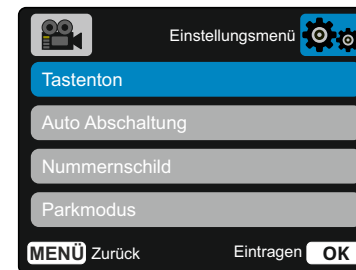 Einstellungsmenü
Tastenton
Auto Abschaltung
Nummernschild
Parkmodus
MENÜ Zurück Eintragen OK